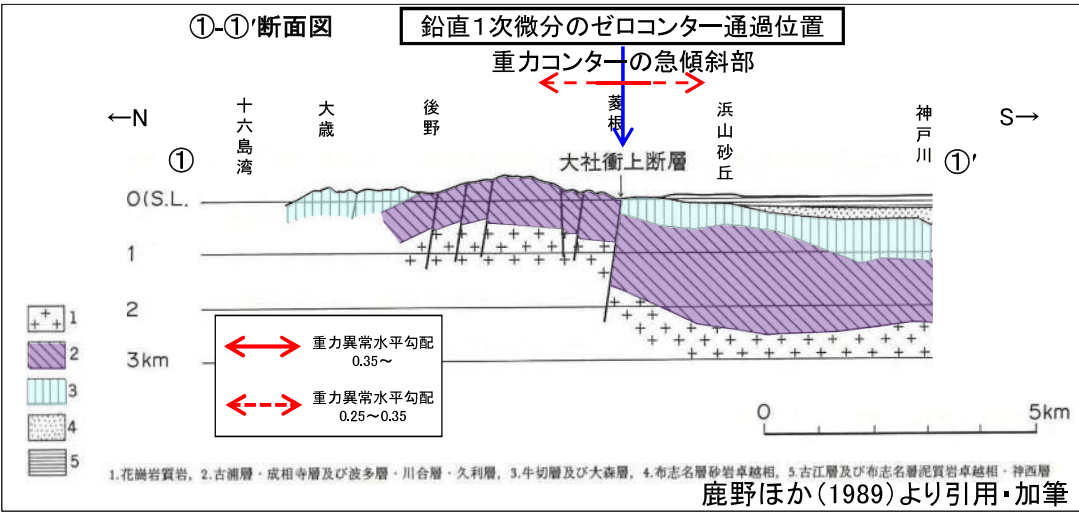 ①-①'断面図
鉛直1次微分のゼロコンター通過位置
重力コンターの急傾斜部
←N
十六島湾
大歳
後野
菱根
浜山砂丘
神戸川
S→
①
①'
大社衝上断層
0(S.L.
1
2
3km
1
2
3
4
5
重力異常水平勾配
0.35～
重力異常水平勾配
0.25～0.35
0
5km
1.花崗岩質岩, 2.古浦層・成相寺層及び波多層・川合層・久利層, 3.牛切層及び大森層, 4.布志名層砂岩卓越相, 5.古江層及び布志名層泥質岩卓越相・神西層
鹿野ほか(1989)より引用・加筆